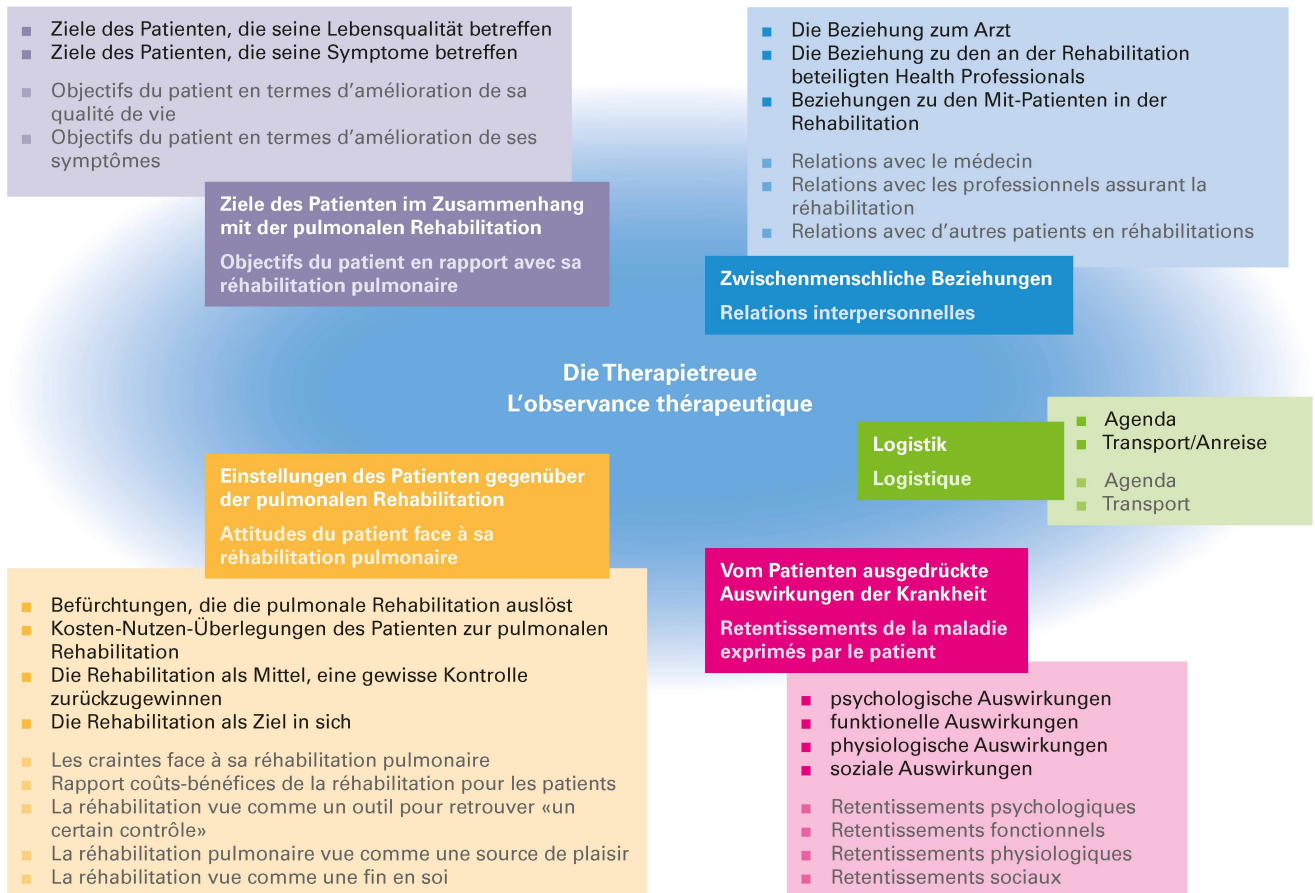 Ziele des Patienten, die seine Lebensqualität betreffen
Ziele des Patienten, die seine Symptome betreffen
Objectifs du patient en termes d’amélioration de sa
qualité de vie
Objectifs du patient en termes d’amélioration de ses
symptômes
Ziele des Patienten im Zusammenhang
mit der pulmonalen Rehabilitation
Objectifs du patient en rapport avec sa
réhabilitation pulmonaire
Die Beziehung zum Arzt
Die Beziehung zu den an der Rehabilitation
beteiligten Health Professionals
Beziehungen zu den Mit-Patienten in der
Rehabilitation
Relations avec le médecin
Relations avec les professionnels assurant la
réhabilitation
Relations avec d’autres patients en réhabilitations
Zwischenmenschliche Beziehungen
Relations interpersonnelles
Die Therapietreue
L’observance thérapeutique
Logistik
Logistique
Agenda
Transport/Anreise
Agenda
Transport
Einstellungen des Patienten gegenüber
der pulmonalen Rehabilitation
Attitudes du patient face à sa
réhabilitation pulmonaire
Befürchtungen, die die pulmonale Rehabilitation auslöst
Kosten-Nutzen-Überlegungen des Patienten zur pulmonalen
Rehabilitation
Die Rehabilitation als Mittel, eine gewisse Kontrolle
zurückzugewinnen
Die Rehabilitation als Ziel in sich
Les craintes face à sa réhabilitation pulmonaire
Rapport coûts-bénéfices de la réhabilitation pour les patients
La réhabilitation vue comme un outil pour retrouver «un
certain contrôle»
La réhabilitation pulmonaire vue comme une source de plaisir
La réhabilitation vue comme une fin en soi
Vom Patienten ausgedrückte
Auswirkungen der Krankheit
Retentissements de la maladie
exprimés par le patient
psychologische Auswirkungen
funktionelle Auswirkungen
physiologische Auswirkungen
soziale Auswirkungen
Retentissements psychologiques
Retentissements fonctionnels
Retentissements physiologiques
Retentissements sociaux